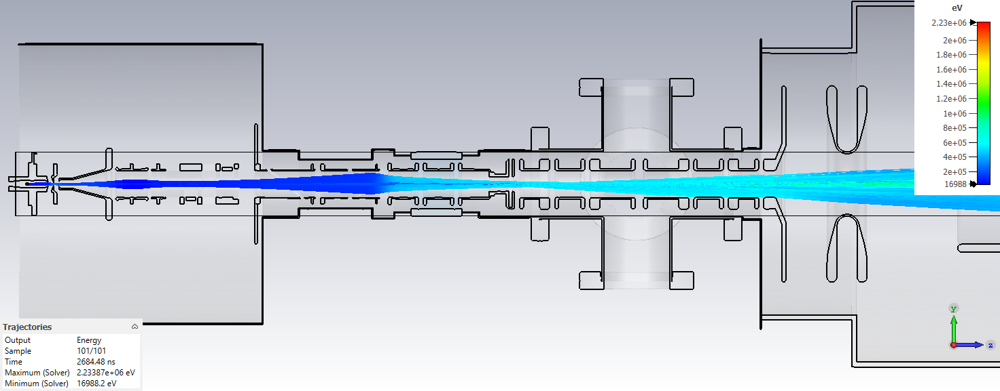 eV
2.23e+06
2e+06
1.8e+06
1.6e+06
1.4e+06
1.2e+06
1e+06
8e+05
6e+05
4e+05
2e+05
16988
y
z
Trajectories
Output Energy
Sample 101/101
Time 2684.48 ns
Maximum (Solver) 2.23387e+06 eV
Minimum (Solver) 16988.2 eV